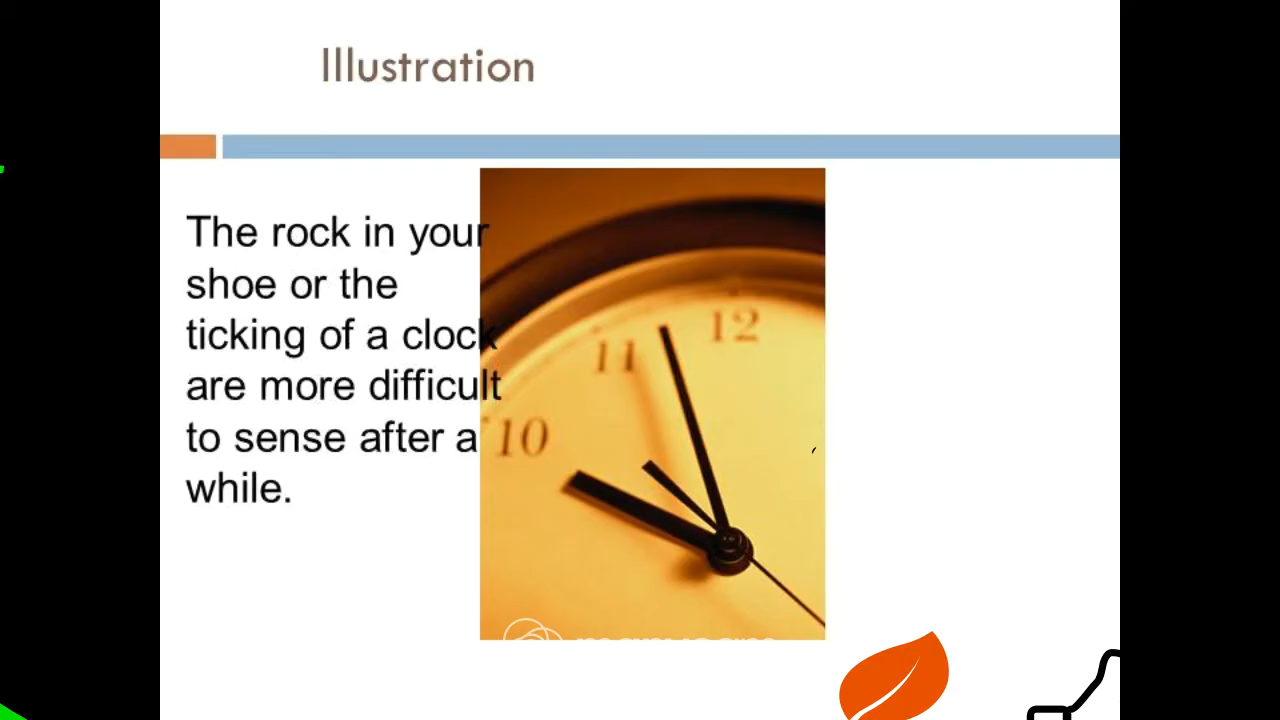 Illustration
The rock in your
shoe or the
ticking of a clock
are more difficult
to sense after a
while.
12
11
10